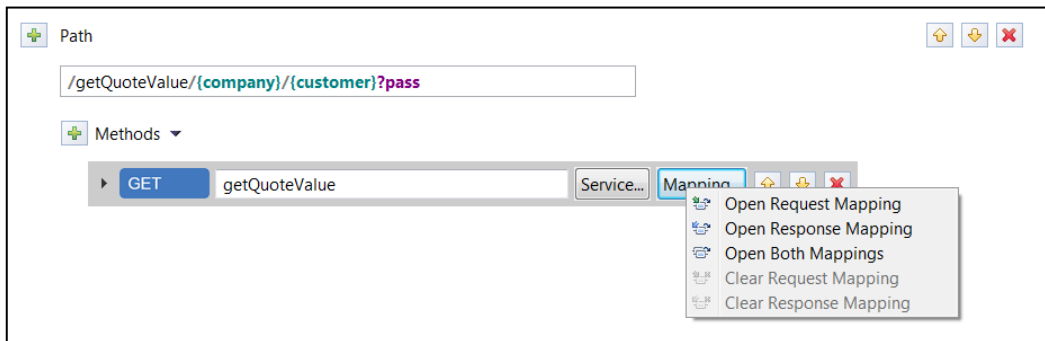 Path
/getQuoteValue/{company}/{customer}?pass
Methods
GET getQuoteValue Service... Mapping...
Open Request Mapping
Open Response Mapping
Open Both Mappings
Clear Request Mapping
Clear Response Mapping